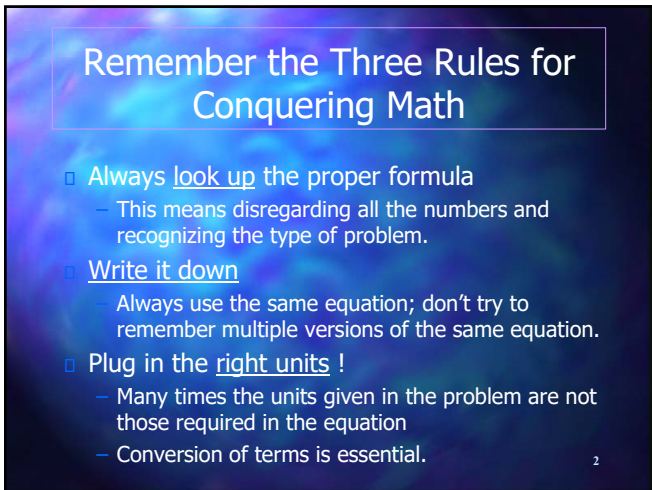 Remember the Three Rules for
Conquering Math
Always look up the proper formula
– This means disregarding all the numbers and
recognizing the type of problem.
Write it down
– Always use the same equation; don’t try to
remember multiple versions of the same equation.
Plug in the right units !
– Many times the units given in the problem are not
those required in the equation
– Conversion of terms is essential.
2